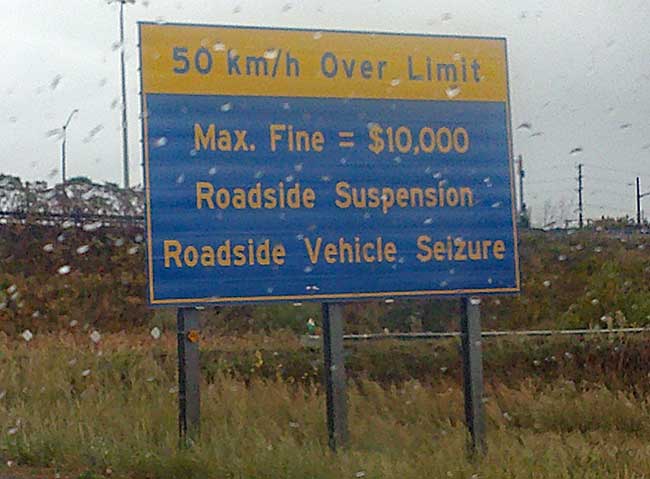 50 km/h Over Limit
Max. Fine = $10,000
Roadside Suspension
Roadside Vehicle Seizure